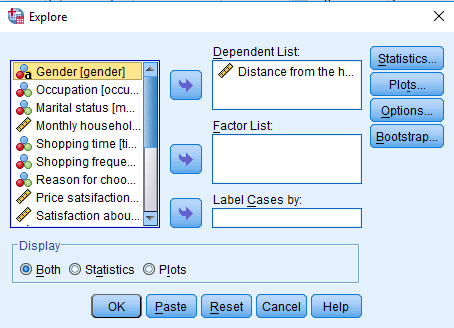 Explore
Gender [gender]
Occupation [occu...
Marital status [m...
Monthly househol...
Shopping time [ti...
Shopping freque...
Reason for choo...
Price satsifaction...
Satisfaction abou...
Dependent List:
Distance from the h...
Factor List:
Label Cases by:
Statistics...
Plots...
Options...
Bootstrap...
Display
Both Statistics Plots
OK Paste Reset Cancel Help